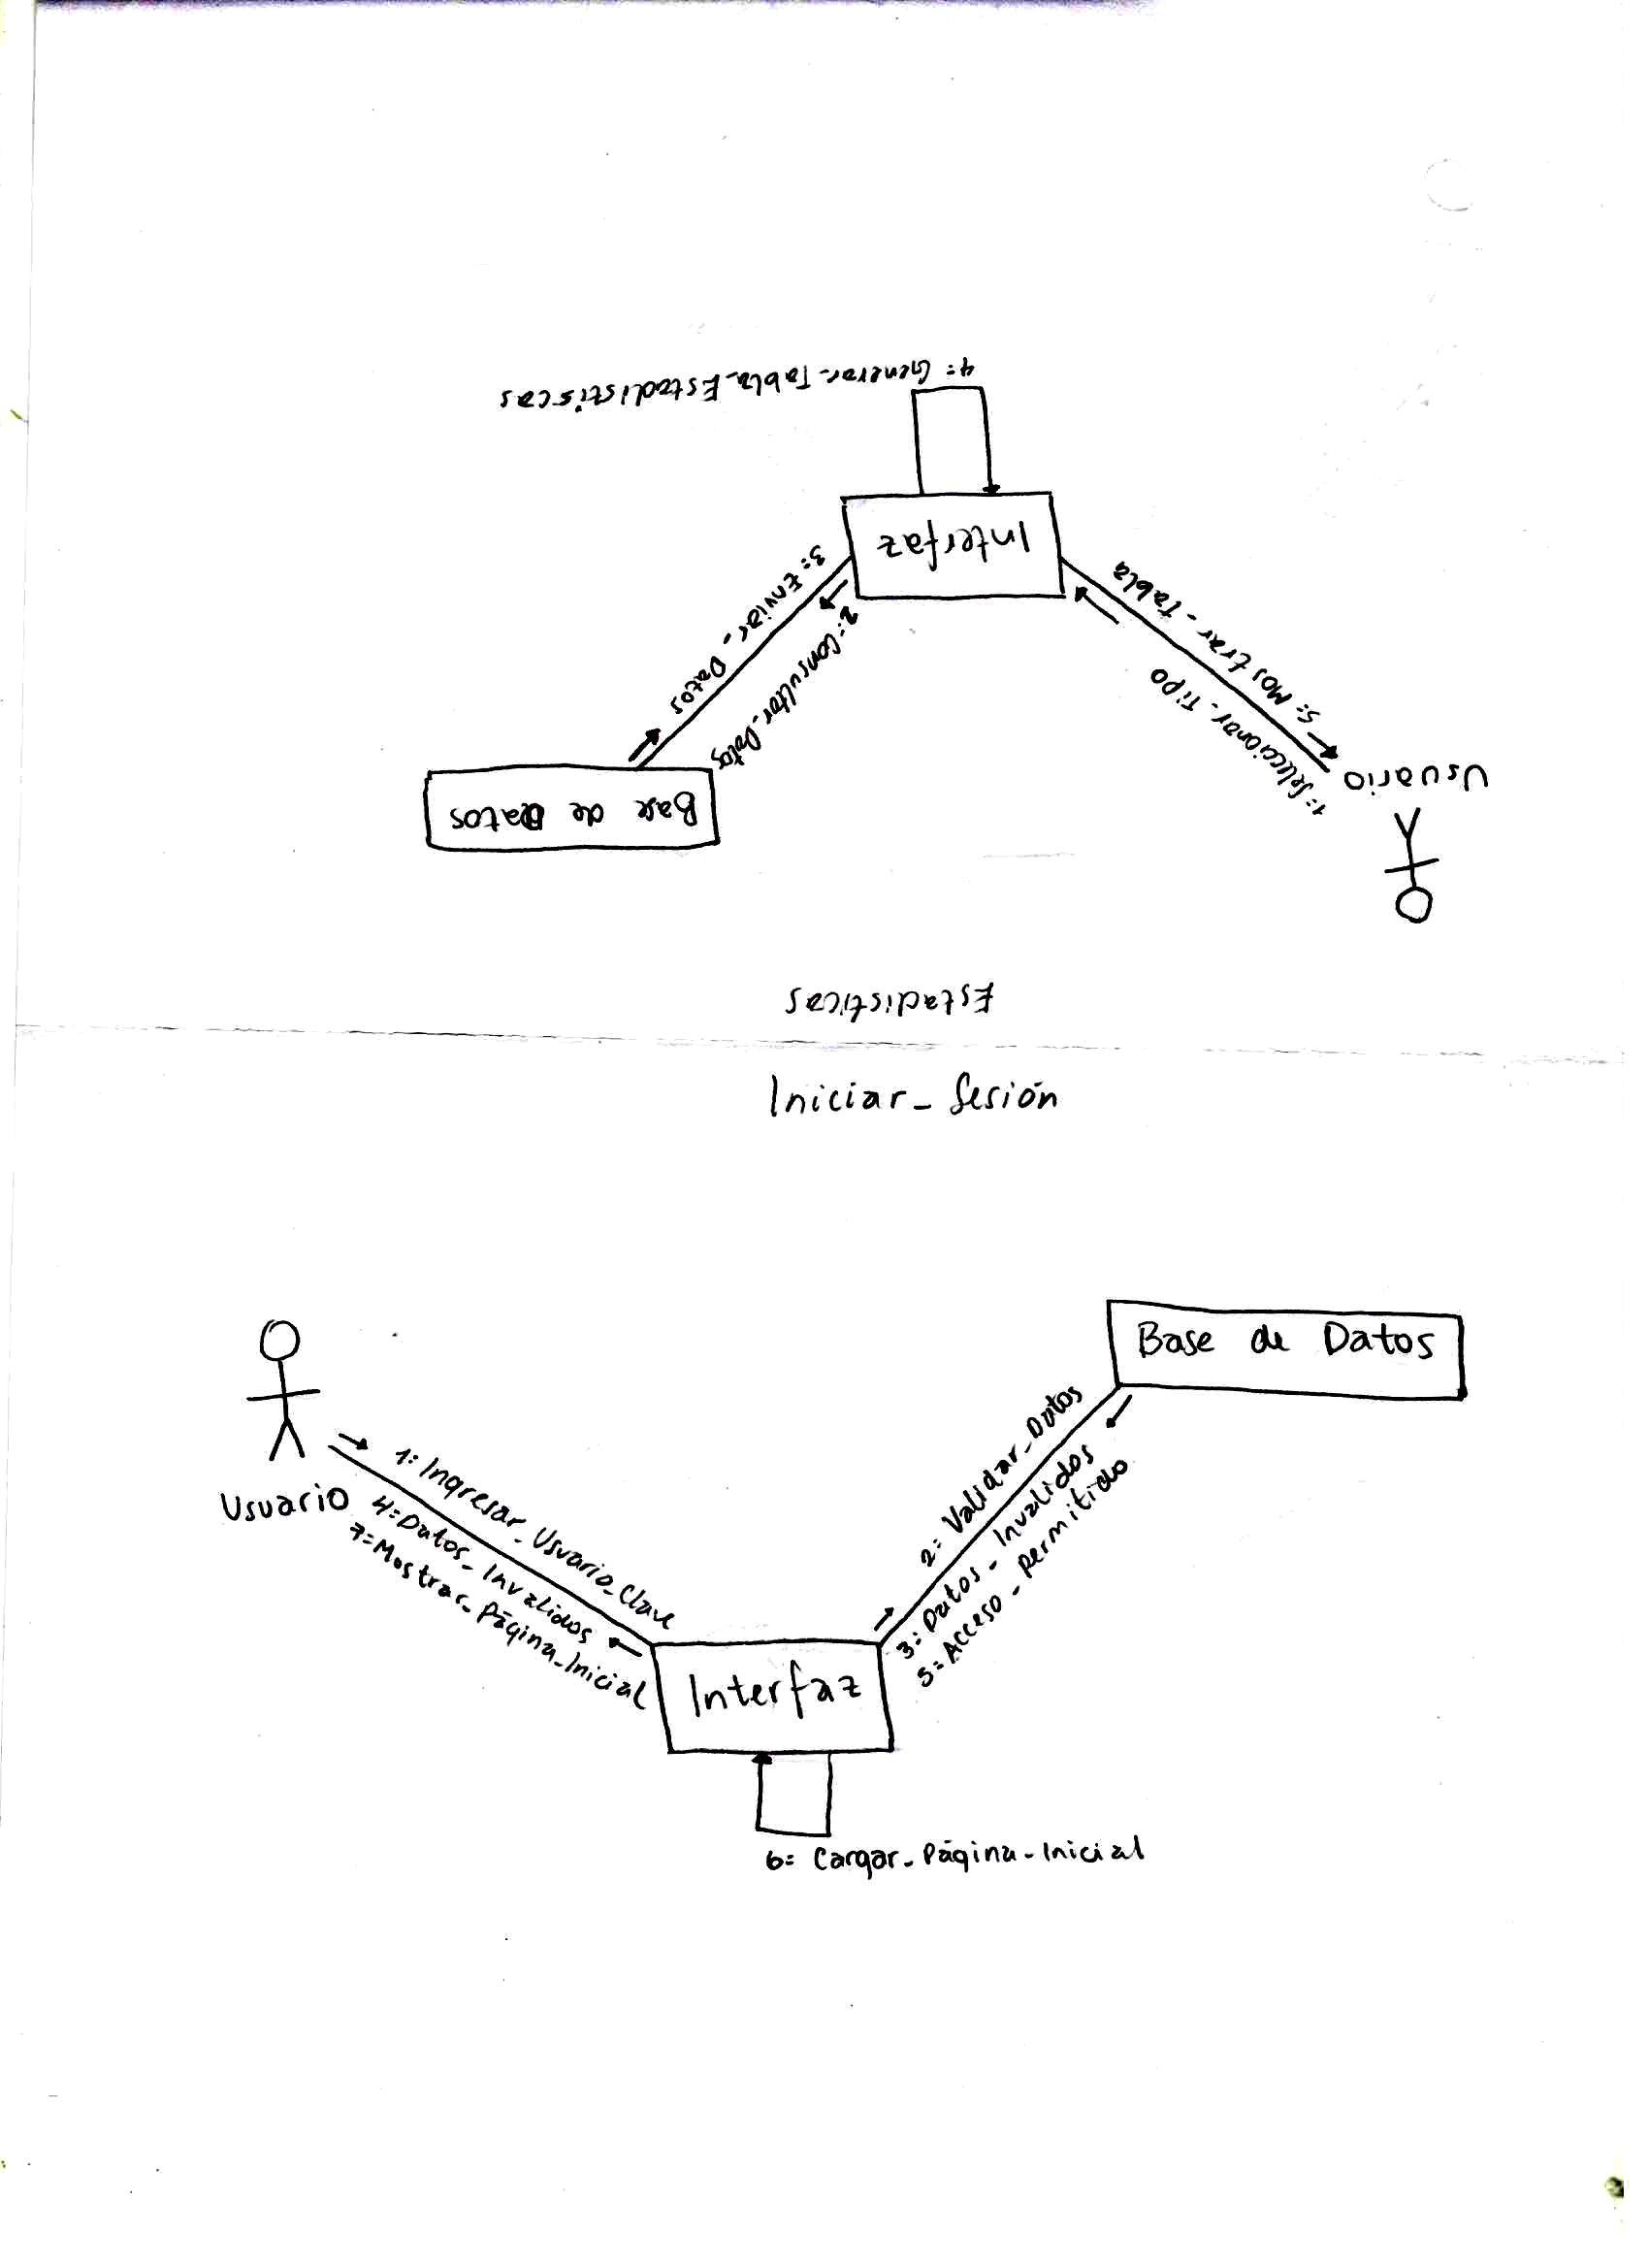 Estadisticas
Usuario
1: Seleccionar_Tipo
5: Mostrar_tabla
Interfaz
2: Consultar_Datos
3: Enviar_Datos
Base de Datos
4: Generar_Tabla_Estadistiscas
Iniciar_Sesión
Usuario
1: Ingresar_Usuario_Clave
4: Datos_Invalidos
7: Mostrar_Página_Inicial
Interfaz
2: Validar_Datos
3: Datos_Invalidos
5: Acceso_permitido
Base de Datos
6: Cargar_Página_Inicial